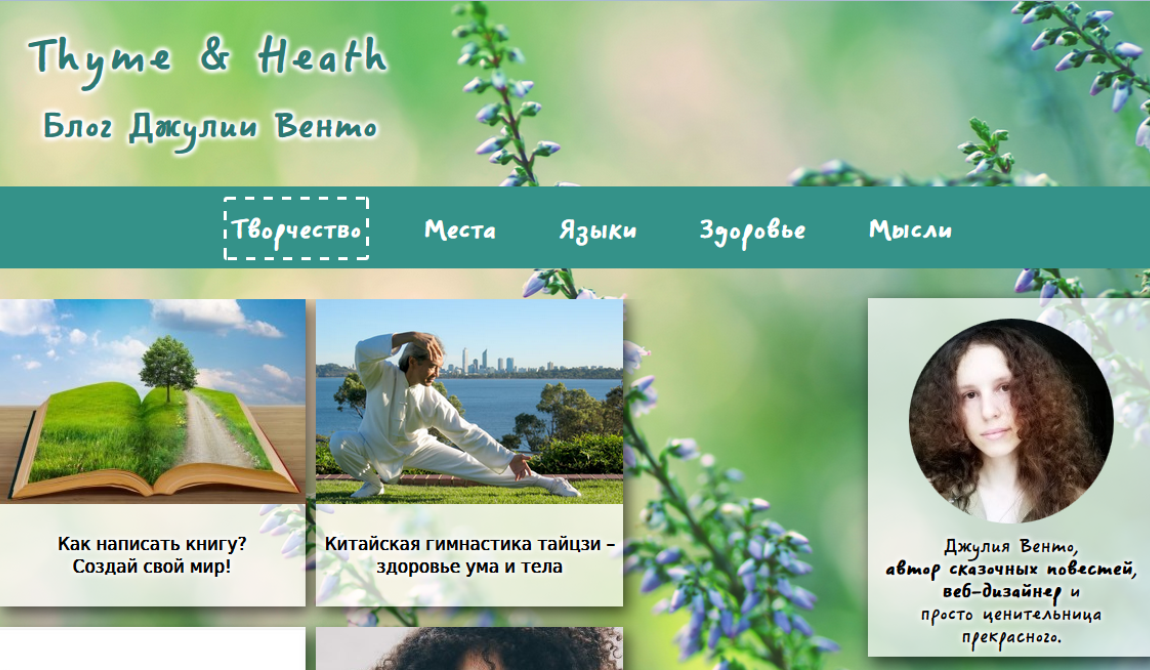 Thyme & Heath
Блог Джулии Венто
Творчество Места Языки Здоровье Мысли
Как написать книгу?
Создай свой мир!
Китайская гимнастика тайцзи –
здоровье ума и тела
Джулия Венто,
автор сказочных повестей,
веб-дизайнер и
просто ценительница
прекрасного.